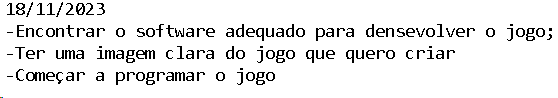 18/11/2023
-Encontrar o software adequado para densevolver o jogo;
-Ter uma imagem clara do jogo que quero criar
-Começar a programar o jogo